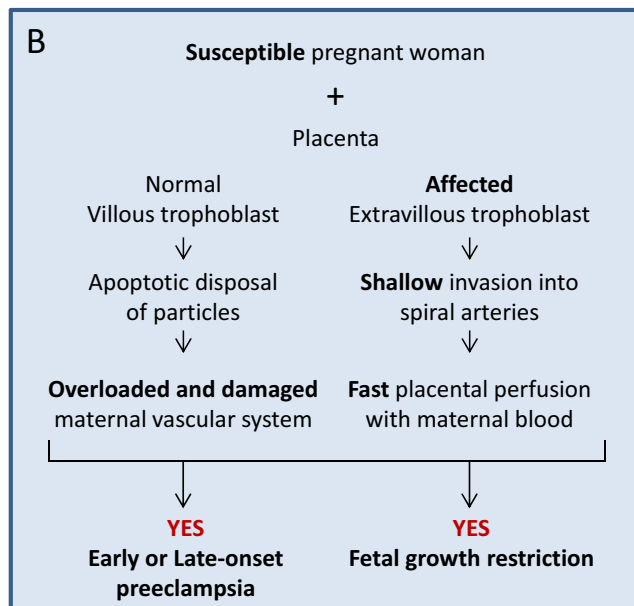 B
Susceptible pregnant woman
+
Placenta
Normal
Villous trophoblast
Affected
Extravillous trophoblast
Apoptotic disposal
of particles
Shallow invasion into
spiral arteries
Overloaded and damaged
maternal vascular system
Fast placental perfusion
with maternal blood
YES
Early or Late-onset
preeclampsia
YES
Fetal growth restriction